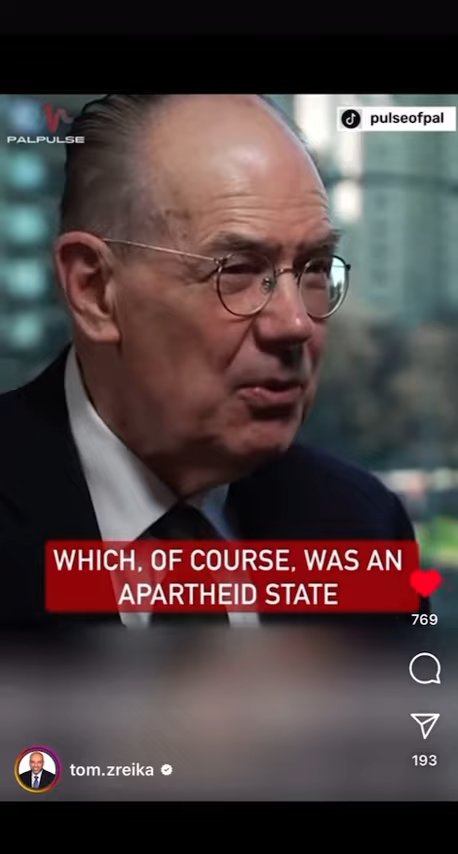 PALPULSE
pulseofpal
WHICH, OF COURSE, WAS AN
APARTHEID STATE
769
193
tom.zreika